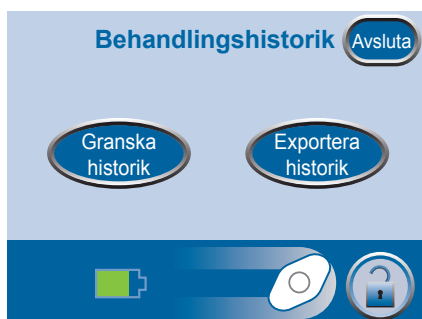 Behandlingshistorik
Avsluta
Granska
historik
Exportera
historik